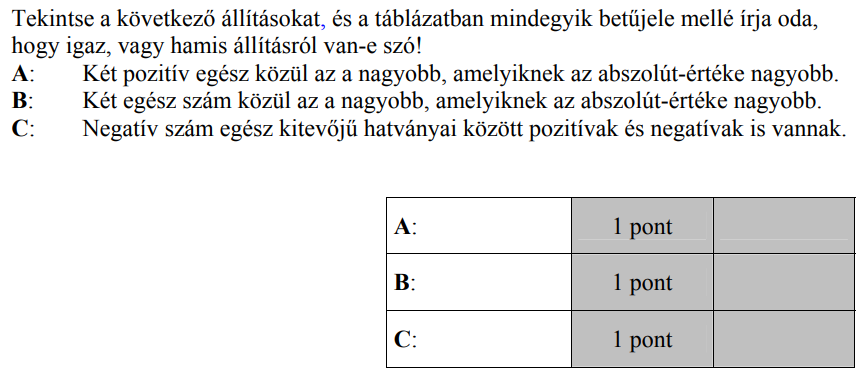 Tekintse a következő állításokat, és a táblázatban mindegyik betűjele mellé írja oda,
hogy igaz, vagy hamis állításról van-e szó!
A: Két pozitív egész közül az a nagyobb, amelyiknek az abszolút-értéke nagyobb.
B: Két egész szám közül az a nagyobb, amelyiknek az abszolút-értéke nagyobb.
C: Negatív szám egész kitevőjű hatványai között pozitívak és negatívak is vannak.
A: 1 pont
B: 1 pont
C: 1 pont